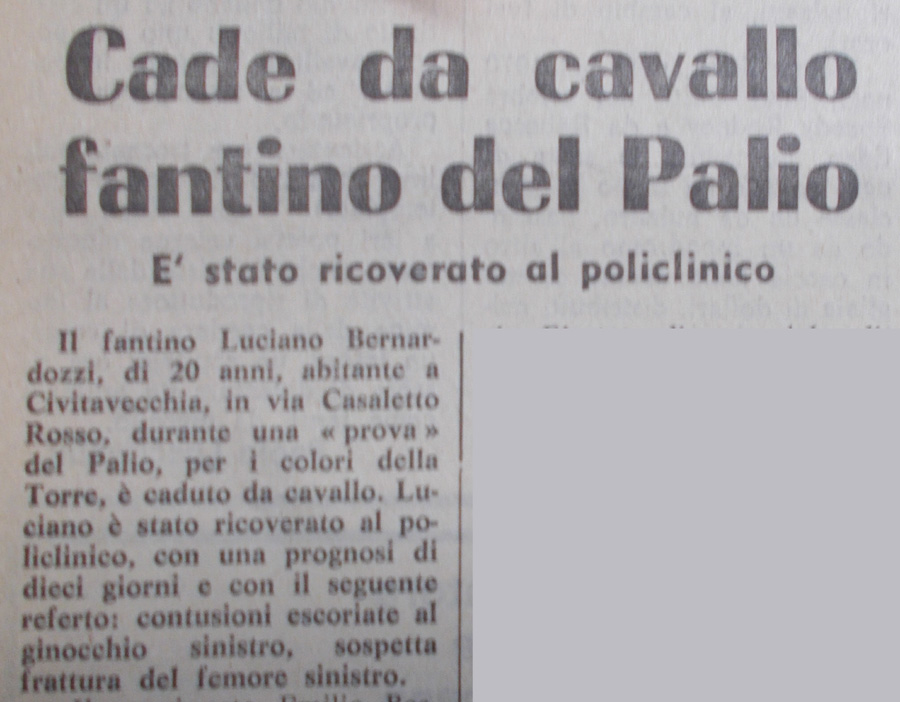 Cade da cavallo
fantino del Palio
E' stato ricoverato al policlinico
Il fantino Luciano Bernar-
dozzi, di 20 anni, abitante a
Civitavecchia, in via Casaletto
Rosso, durante una « prova »
del Palio, per i colori della
Torre, è caduto da cavallo. Lu-
ciano è stato ricoverato al po-
liclinico, con una prognosi di
dieci giorni e con il seguente
referto: contusioni escoriate al
ginocchio sinistro, sospetta
frattura del femore sinistro.